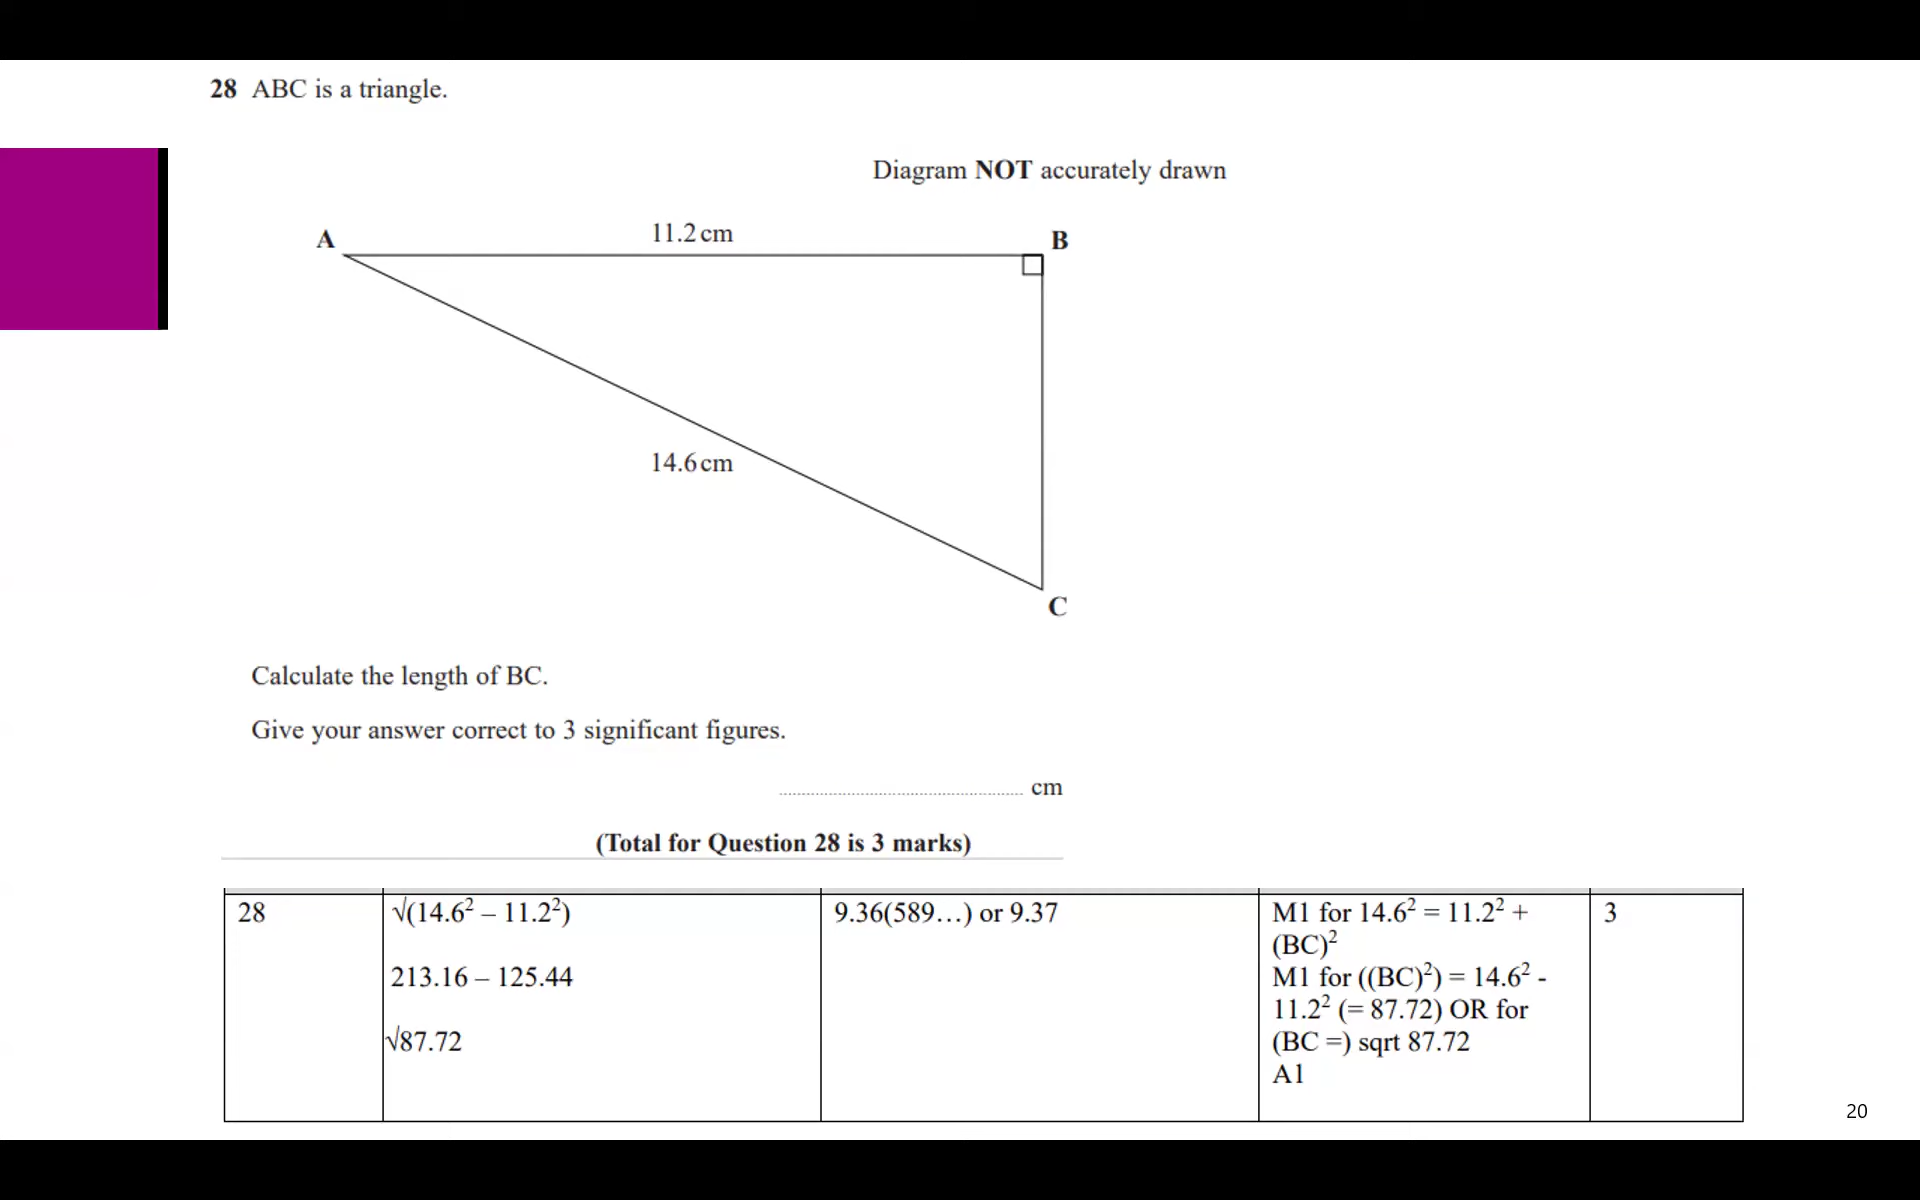 28 ABC is a triangle.
Diagram NOT accurately drawn
A
11.2 cm
B
14.6 cm
C
Calculate the length of BC.
Give your answer correct to 3 significant figures.
........................................ cm
(Total for Question 28 is 3 marks)
28
√(14.6² – 11.2²)
213.16 – 125.44
√87.72
9.36(589…) or 9.37
M1 for 14.6² = 11.2² +
(BC)²
M1 for ((BC)²) = 14.6² -
11.2² (= 87.72) OR for
(BC =) sqrt 87.72
A1
3
20